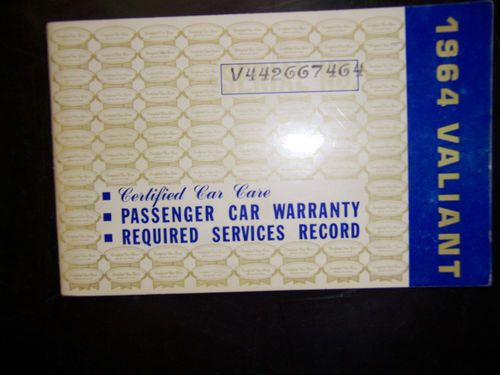 V442667464
Certified Car Care
PASSENGER CAR WARRANTY
REQUIRED SERVICES RECORD
1964 VALIANT